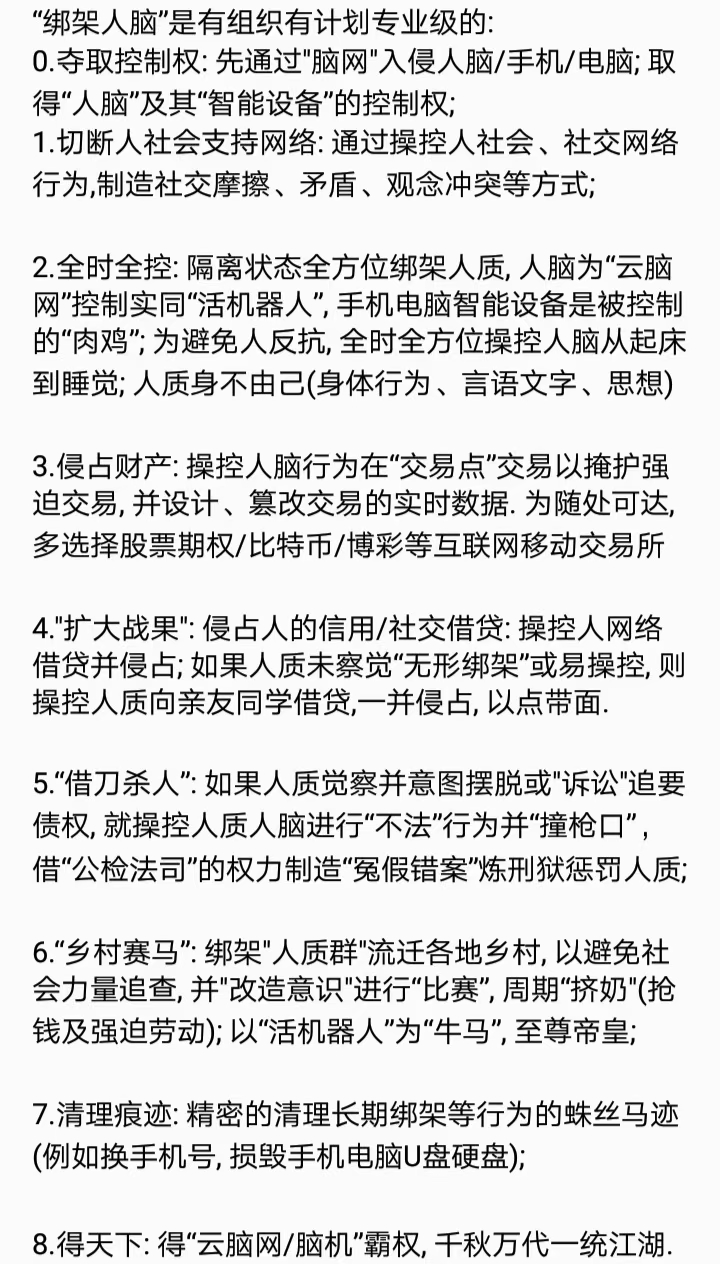 “绑架人脑”是有组织有计划专业级的:
0.夺取控制权: 先通过"脑网"入侵人脑/手机/电脑; 取
得“人脑”及其“智能设备”的控制权;
1.切断人社会支持网络: 通过操控人社会、社交网络
行为,制造社交摩擦、矛盾、观念冲突等方式;
2.全时全控: 隔离状态全方位绑架人质, 人脑为“云脑
网”控制实同“活机器人”, 手机电脑智能设备是被控制
的“肉鸡”; 为避免人反抗, 全时全方位操控人脑从起床
到睡觉; 人质身不由己(身体行为、言语文字、思想)
3.侵占财产: 操控人脑行为在“交易点”交易以掩护强
迫交易, 并设计、篡改交易的实时数据. 为随处可达,
多选择股票期权/比特币/博彩等互联网移动交易所
4."扩大战果": 侵占人的信用/社交借贷: 操控人网络
借贷并侵占; 如果人质未察觉“无形绑架”或易操控, 则
操控人质向亲友同学借贷,一并侵占, 以点带面.
5.“借刀杀人”: 如果人质觉察并意图摆脱或"诉讼"追要
债权, 就操控人质人脑进行“不法”行为并“撞枪口”,
借“公检法司”的权力制造“冤假错案”炼刑狱惩罚人质;
6.“乡村赛马”: 绑架"人质群"流迁各地乡村, 以避免社
会力量追查, 并"改造意识"进行“比赛”, 周期“挤奶"(抢
钱及强迫劳动); 以“活机器人”为“牛马”, 至尊帝皇;
7.清理痕迹: 精密的清理长期绑架等行为的蛛丝马迹
(例如换手机号, 损毁手机电脑U盘硬盘);
8.得天下: 得“云脑网/脑机”霸权, 千秋万代一统江湖.